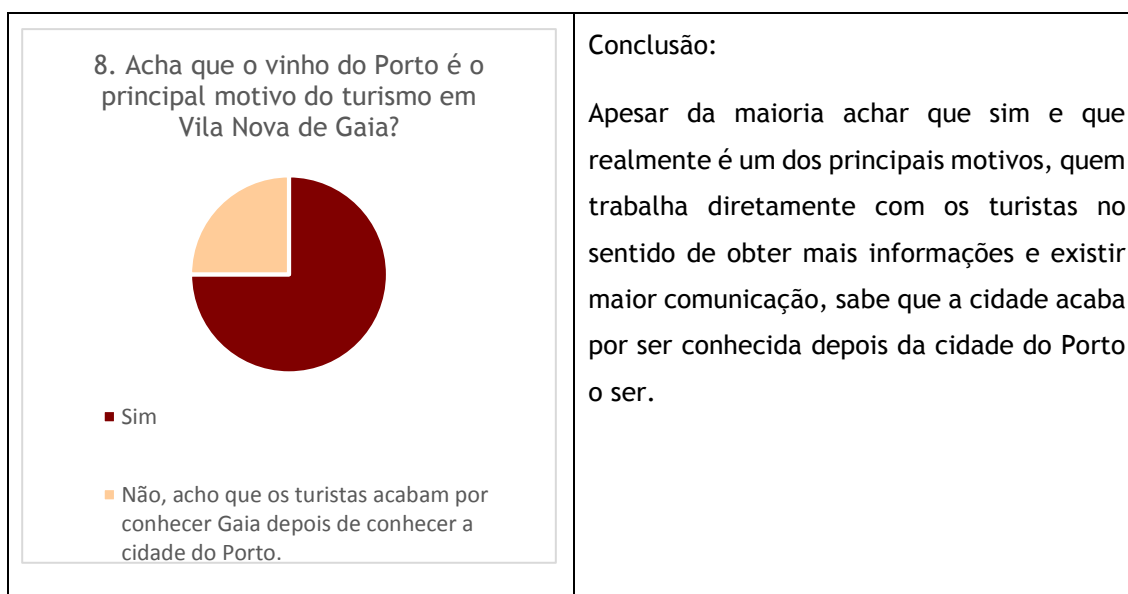 8. Acha que o vinho do Porto é o
principal motivo do turismo em
Vila Nova de Gaia?
Sim
Não, acho que os turistas acabam por
conhecer Gaia depois de conhecer a
cidade do Porto.
Conclusão:
Apesar da maioria achar que sim e que
realmente é um dos principais motivos, quem
trabalha diretamente com os turistas no
sentido de obter mais informações e existir
maior comunicação, sabe que a cidade acaba
por ser conhecida depois da cidade do Porto
o ser.